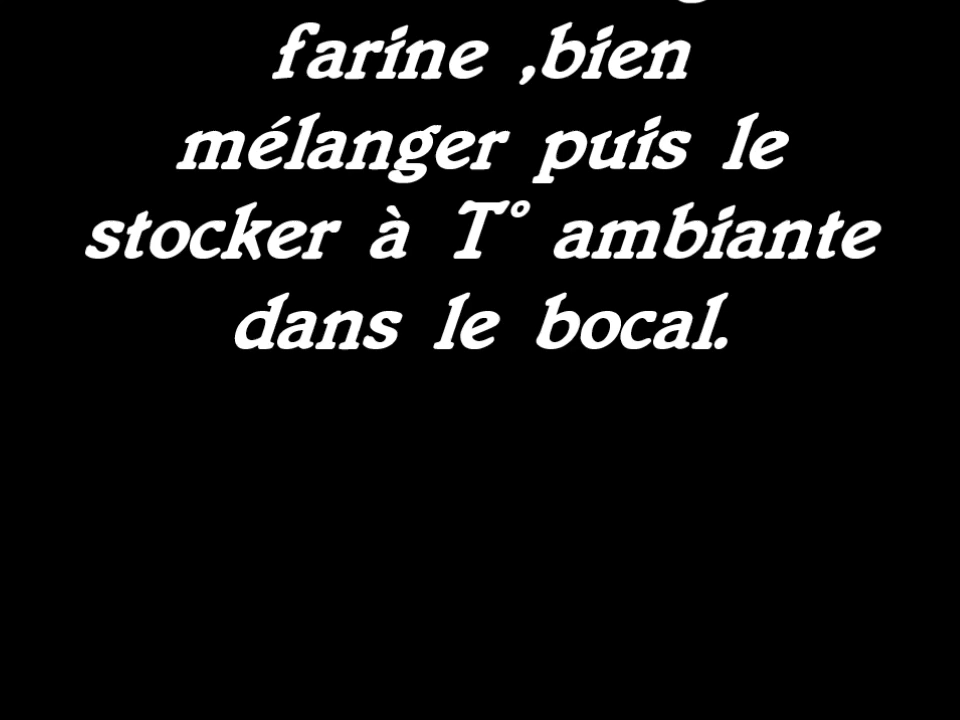 farine ,bien
mélanger puis le
stocker à T° ambiante
dans le bocal.